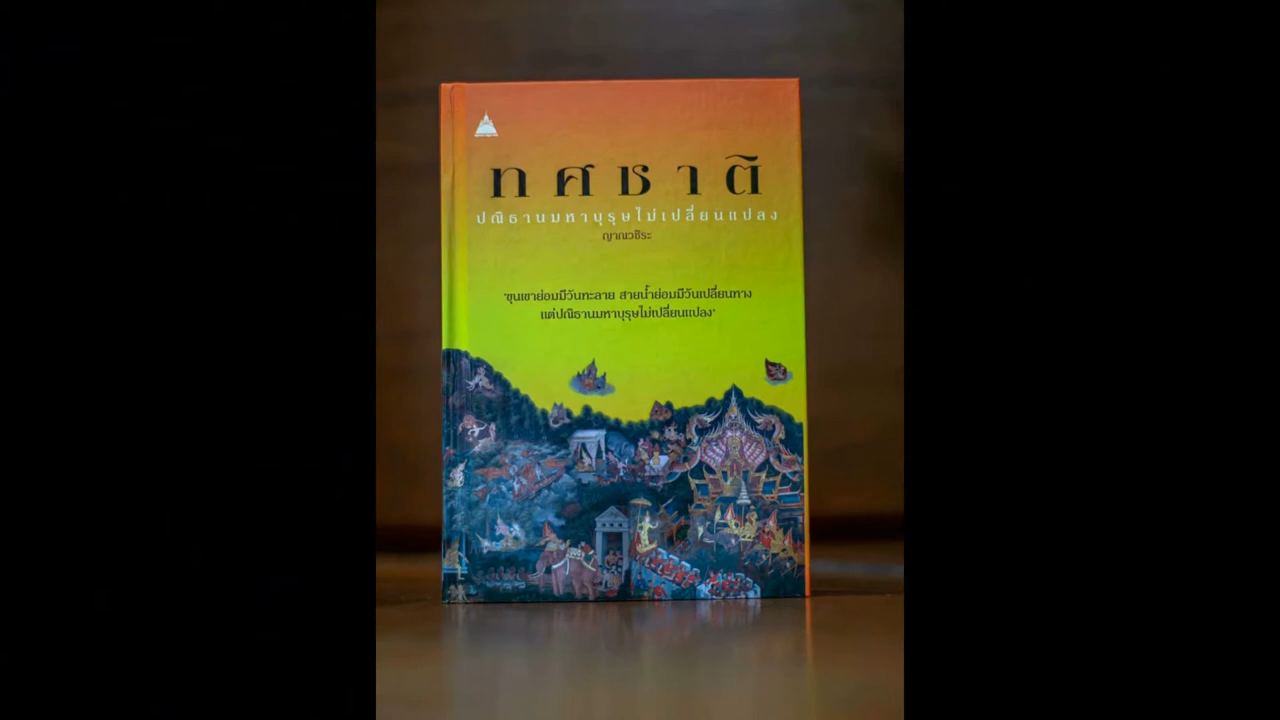 ทศชาติ
ปณิธานมหาบุรุษไม่เปลี่ยนแปลง
ญาณวชิระ
'ขุนเขาย่อมมีวันทะลาย สายน้ำย่อมมีวันเปลี่ยนทาง
แต่ปณิธานมหาบุรุษไม่เปลี่ยนแปลง'